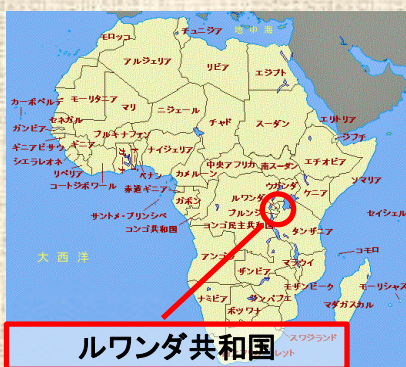 地中海
チュニジア
モロッコ
アルジェリア
リビア
エジプト
カーボベルデ
モーリタニア
マリ
ニジェール
チャド
スーダン
エリトリア
ジブチ
セネガル
ガンビア
ギニアビサウ
ギニア
シエラレオネ
リベリア
コートジボワール
ブルキナファソ
ガーナ
ベナン
ナイジェリア
カメルーン
中央アフリカ
南スーダン
エチオピア
ソマリア
赤道ギニア
サントメ・プリンシペ
ガボン
コンゴ共和国
ウガンダ
ケニア
ルワンダ
ブルンジ
コンゴ民主共和国
タンザニア
セイシェル
大西洋
アンゴラ
ザンビア
マラウイ
コモロ
モザンビーク
モーリシャス
マダガスカル
ナミビア
ジンバブエ
ボツワナ
スワジランド
ルワンダ共和国